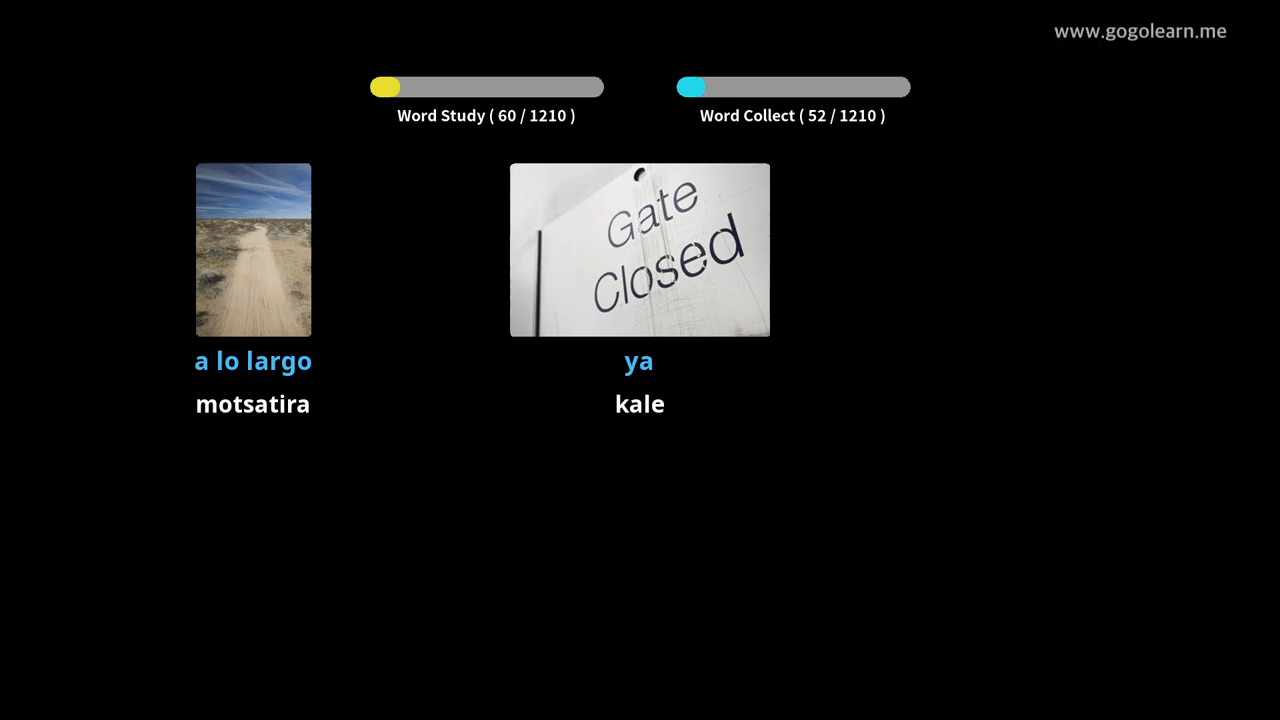 www.gogolearn.me
Word Study ( 60 / 1210 )
Word Collect ( 52 / 1210 )
Gate
Closed
a lo largo
ya
motsatira
kale